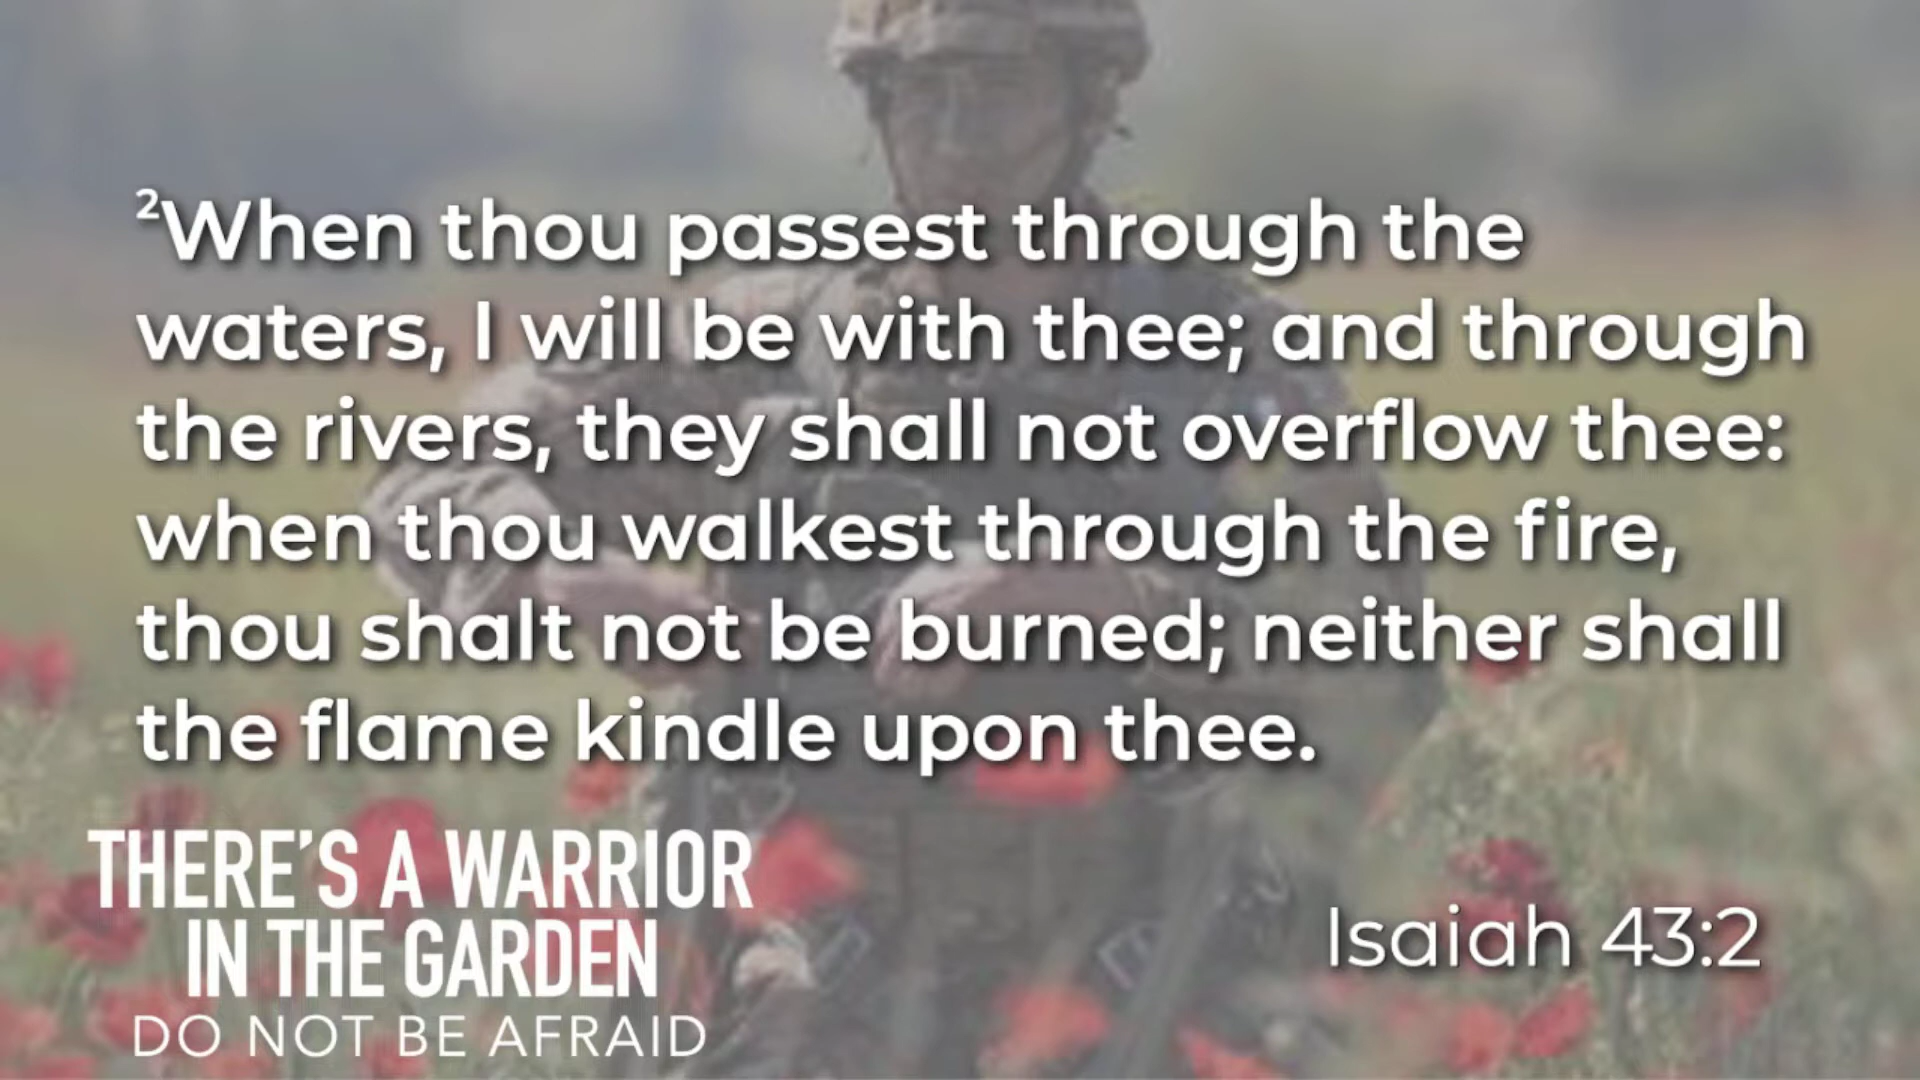 ²When thou passest through the
waters, I will be with thee; and through
the rivers, they shall not overflow thee:
when thou walkest through the fire,
thou shalt not be burned; neither shall
the flame kindle upon thee.
THERE'S A WARRIOR
IN THE GARDEN
DO NOT BE AFRAID
Isaiah 43:2